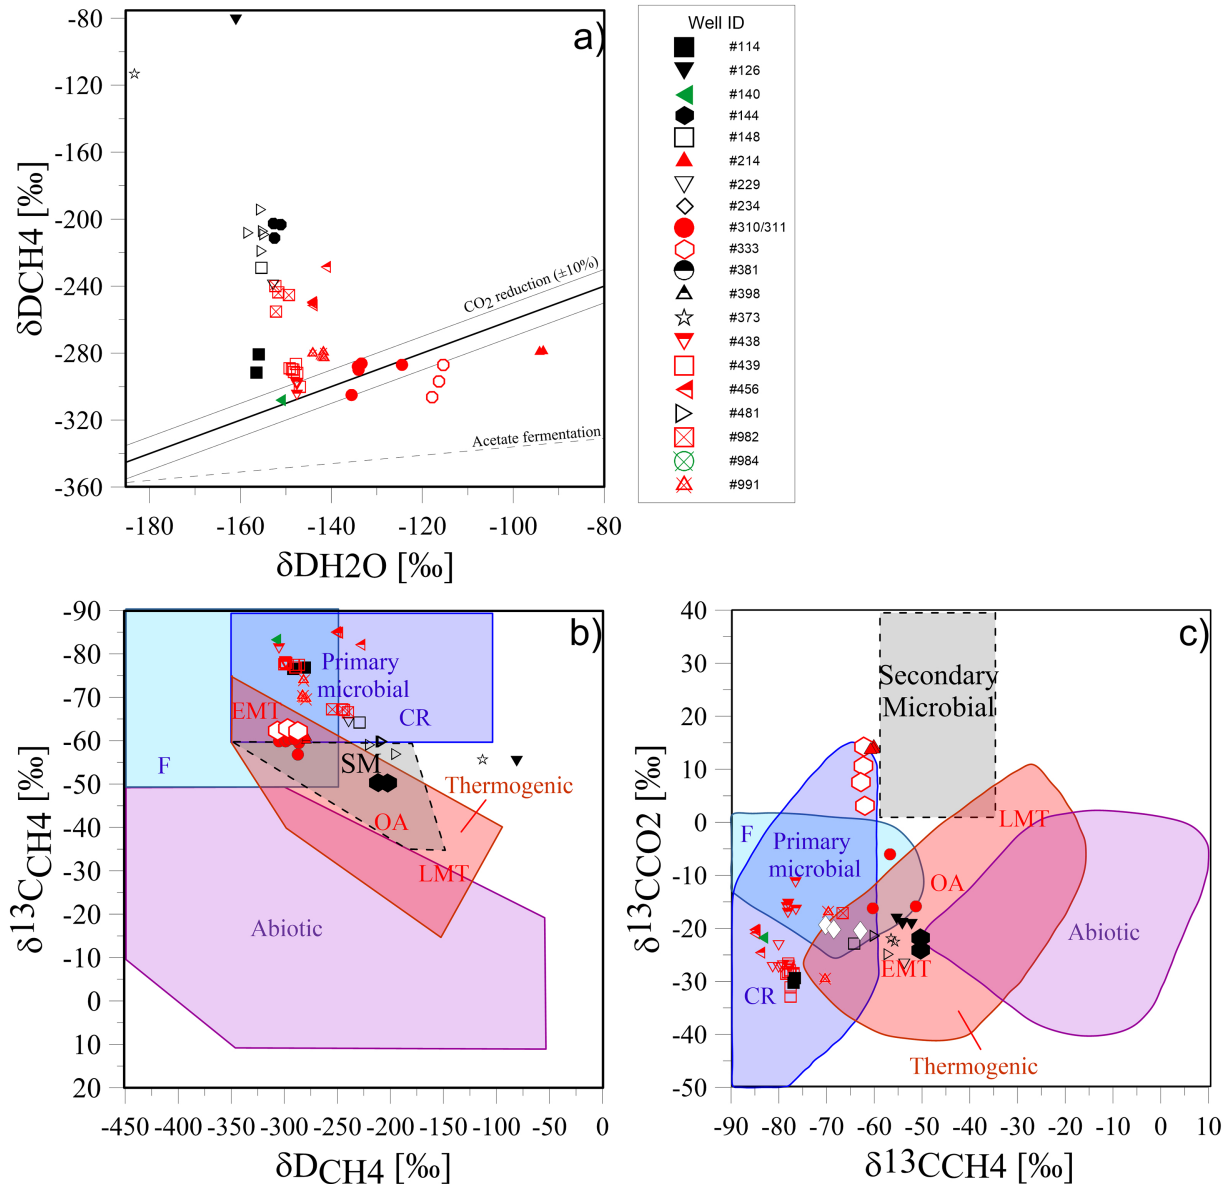 a)
-80
-120
-160
-200
-240
-280
-320
-360
δDCH4 [‰]
CO2 reduction (±10%)
Acetate fermentation
-180
-160
-140
-120
-100
-80
δDH2O [‰]
Well ID
#114
#126
#140
#144
#148
#214
#229
#234
#310/311
#333
#381
#398
#373
#438
#439
#456
#481
#982
#984
#991
b)
-90
-80
-70
-60
-50
-40
-30
-20
-10
0
10
20
δ13CCH4 [‰]
Primary
microbial
EMT
CR
F
SM
Thermogenic
OA
LMT
Abiotic
-450
-400
-350
-300
-250
-200
-150
-100
-50
0
δDCH4 [‰]
c)
40
30
20
10
0
-10
-20
-30
-40
-50
δ13CCO2 [‰]
Secondary
Microbial
LMT
F
Primary
microbial
OA
Abiotic
EMT
CR
Thermogenic
-90
-80
-70
-60
-50
-40
-30
-20
-10
0
10
δ13CCH4 [‰]